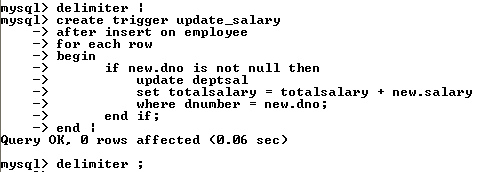 mysql> delimiter |
mysql> create trigger update_salary
    -> after insert on employee
    -> for each row
    -> begin
    ->       if new.dno is not null then
    ->           update deptsal
    ->           set totalsalary = totalsalary + new.salary
    ->           where dnumber = new.dno;
    ->       end if;
    -> end |
Query OK, 0 rows affected (0.06 sec)
mysql> delimiter ;